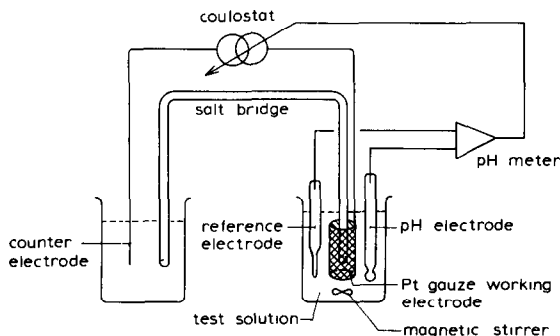 coulostat
salt bridge
pH meter
reference
electrode
pH electrode
counter
electrode
Pt gauze working
electrode
test solution
magnetic stirrer